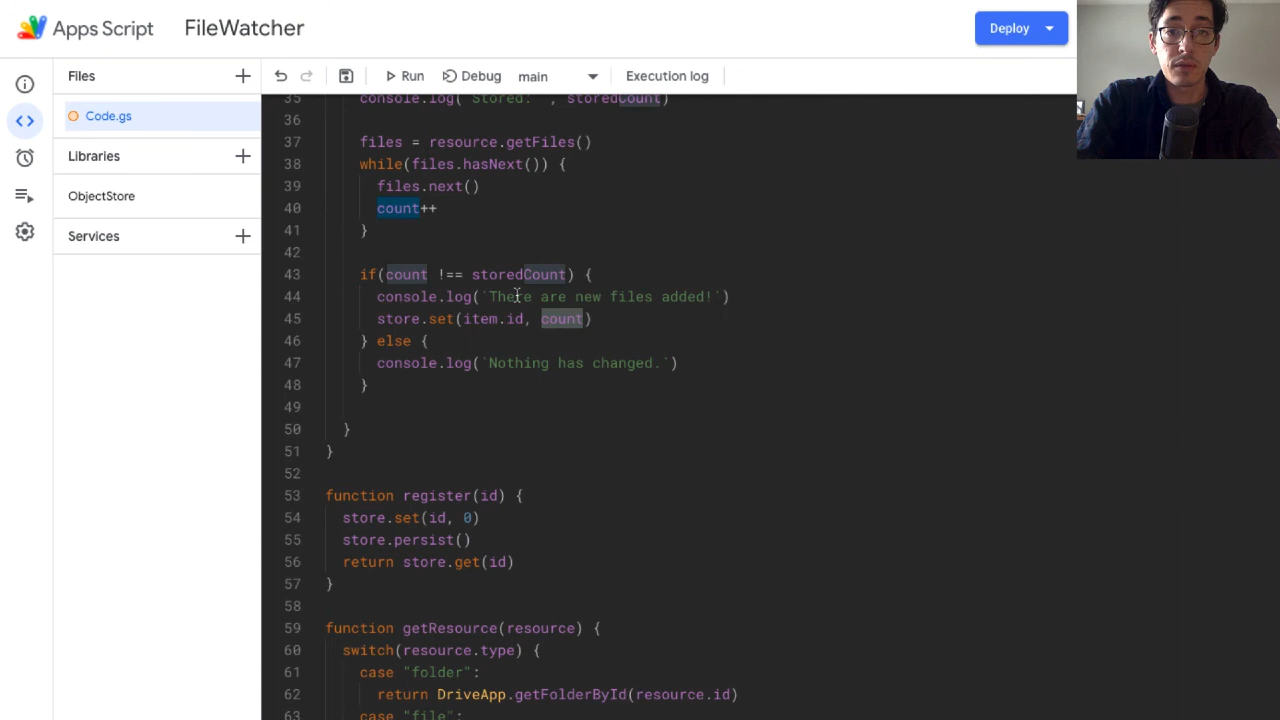 Apps Script
FileWatcher
Deploy
Files
Run
Debug
main
Execution log
Code.gs
Libraries
ObjectStore
Services
35 console.log(`Stored: `, storedCount)
36
37 files = resource.getFiles()
38 while(files.hasNext()) {
39 files.next()
40 count++
41 }
42
43 if(count !== storedCount) {
44 console.log(`There are new files added!`)
45 store.set(item.id, count)
46 } else {
47 console.log(`Nothing has changed.`)
48 }
49
50 }
51 }
52
53 function register(id) {
54 store.set(id, 0)
55 store.persist()
56 return store.get(id)
57 }
58
59 function getResource(resource) {
60 switch(resource.type) {
61 case "folder":
62 return DriveApp.getFolderById(resource.id)
63 case "file":